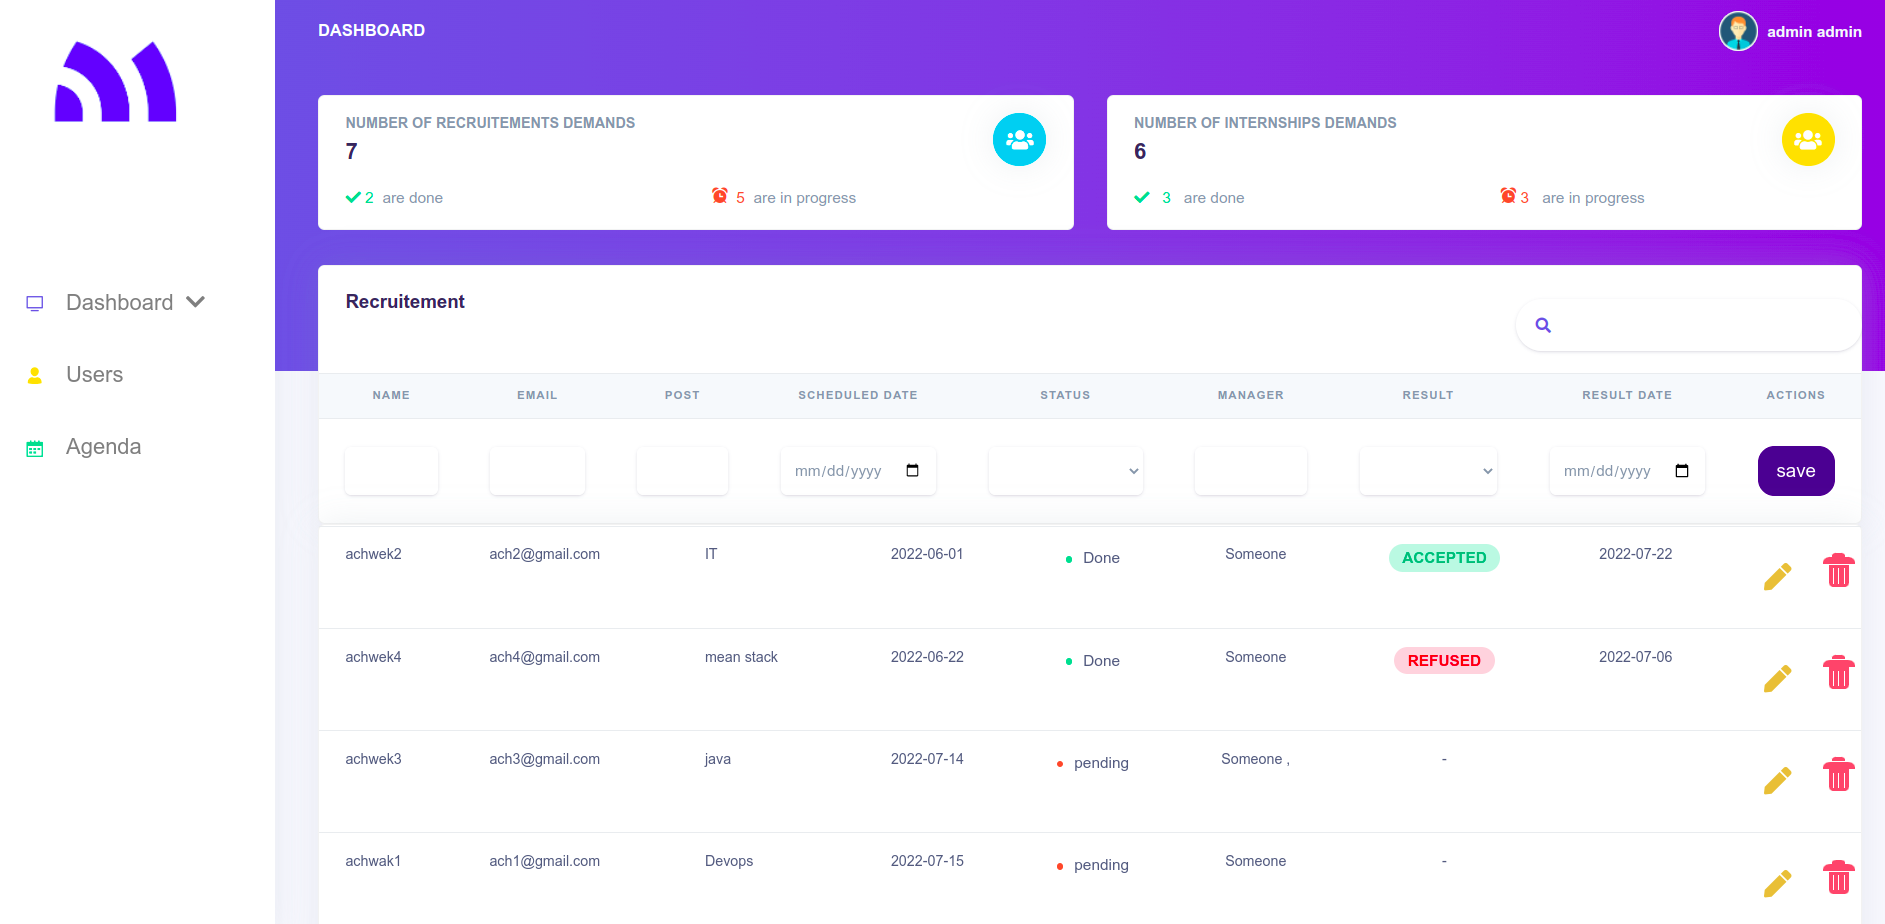 DASHBOARD
admin admin
NUMBER OF RECRUITEMENTS DEMANDS
7
2 are done
5 are in progress
NUMBER OF INTERNSHIPS DEMANDS
6
3 are done
3 are in progress
Dashboard
Users
Agenda
Recruitement
NAME EMAIL POST SCHEDULED DATE STATUS MANAGER RESULT RESULT DATE ACTIONS
mm/dd/yyyy mm/dd/yyyy save
achwek2 ach2@gmail.com IT 2022-06-01 Done Someone ACCEPTED 2022-07-22
achwek4 ach4@gmail.com mean stack 2022-06-22 Done Someone REFUSED 2022-07-06
achwek3 ach3@gmail.com java 2022-07-14 pending Someone , -
achwak1 ach1@gmail.com Devops 2022-07-15 pending Someone -